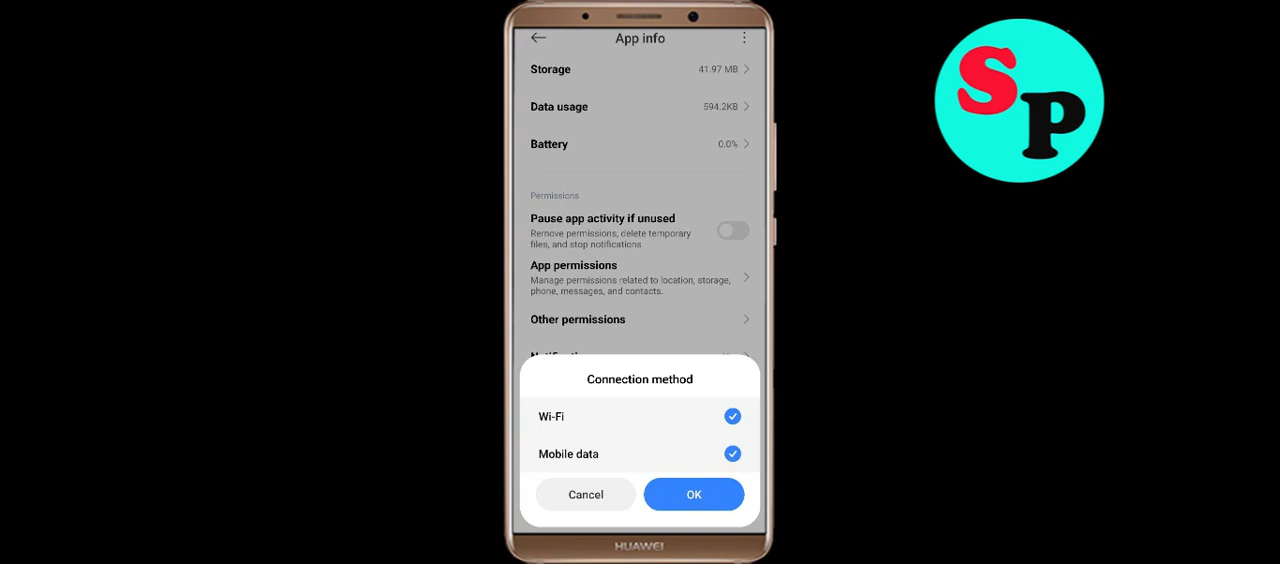 App info
Storage 41.97 MB
Data usage 594.2KB
Battery 0.0%
Permissions
Pause app activity if unused
Remove permissions, delete temporary
files, and stop notifications
App permissions
Manage permissions related to location, storage,
phone, messages, and contacts.
Other permissions
Connection method
Wi-Fi
Mobile data
Cancel OK
HUAWEI
SP